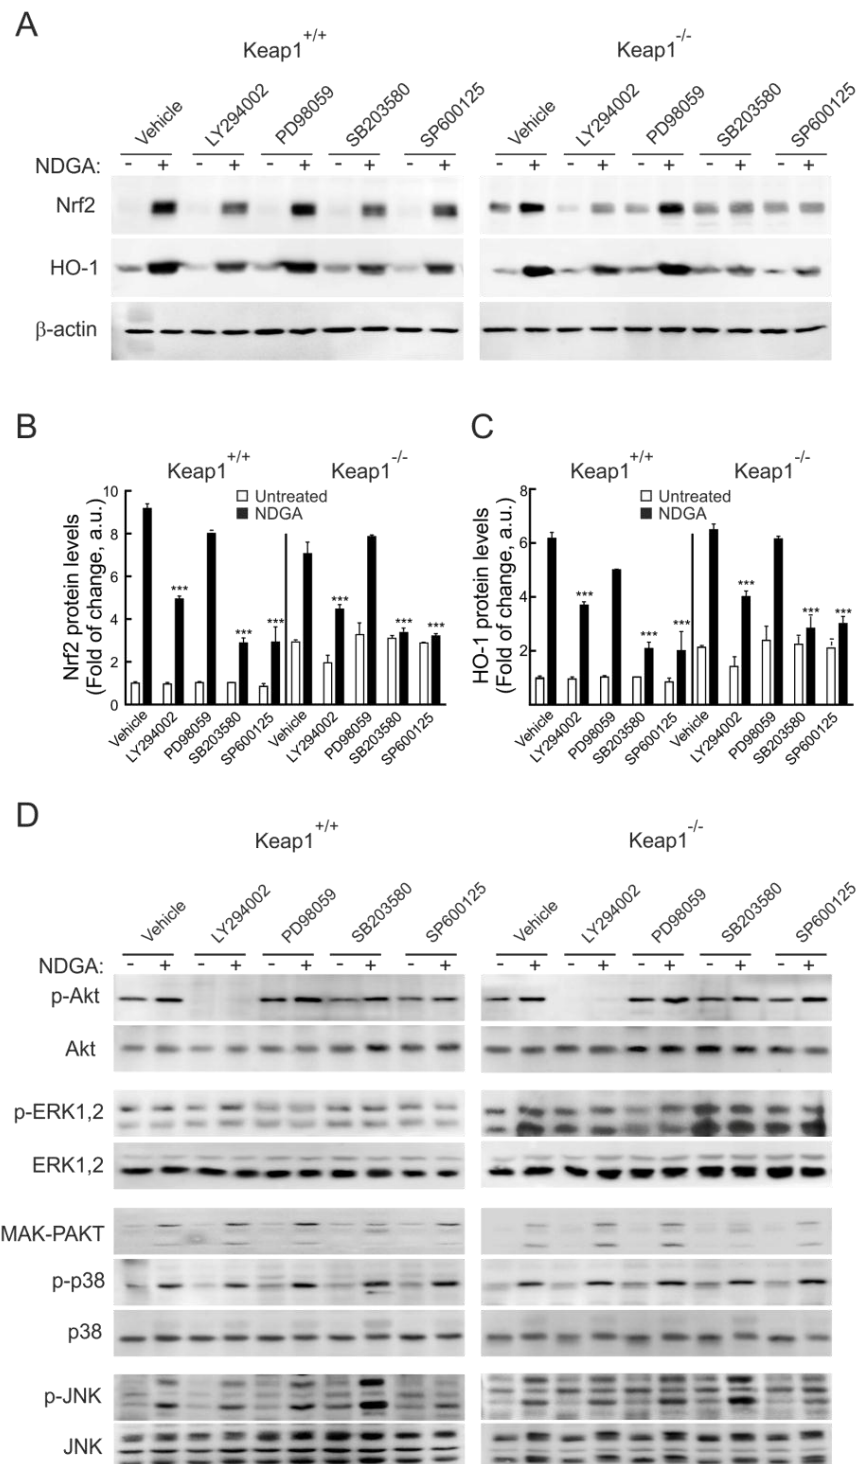 A
Keap1+/+ Keap1-/-
Vehicle LY294002 PD98059 SB203580 SP600125 Vehicle LY294002 PD98059 SB203580 SP600125
NDGA: - + - + - + - + - + - + - + - + - + - +
Nrf2
HO-1
β-actin
B
Keap1+/+ Keap1-/-
Untreated
NDGA
Nrf2 protein levels
(Fold of change, a.u.)
10
8
6
4
2
0
*** *** *** *** *** ***
Vehicle LY294002 PD98059 SB203580 SP600125 Vehicle LY294002 PD98059 SB203580 SP600125
C
Keap1+/+ Keap1-/-
Untreated
NDGA
HO-1 protein levels
(Fold of change, a.u.)
8
6
4
2
*** *** *** *** *** ***
Vehicle LY294002 PD98059 SB203580 SP600125 Vehicle LY294002 PD98059 SB203580 SP600125
D
Keap1+/+ Keap1-/-
Vehicle LY294002 PD98059 SB203580 SP600125 Vehicle LY294002 PD98059 SB203580 SP600125
NDGA: - + - + - + - + - + - + - + - + - + - +
p-Akt
Akt
p-ERK1,2
ERK1,2
MAK-PAKT
p-p38
p38
p-JNK
JNK